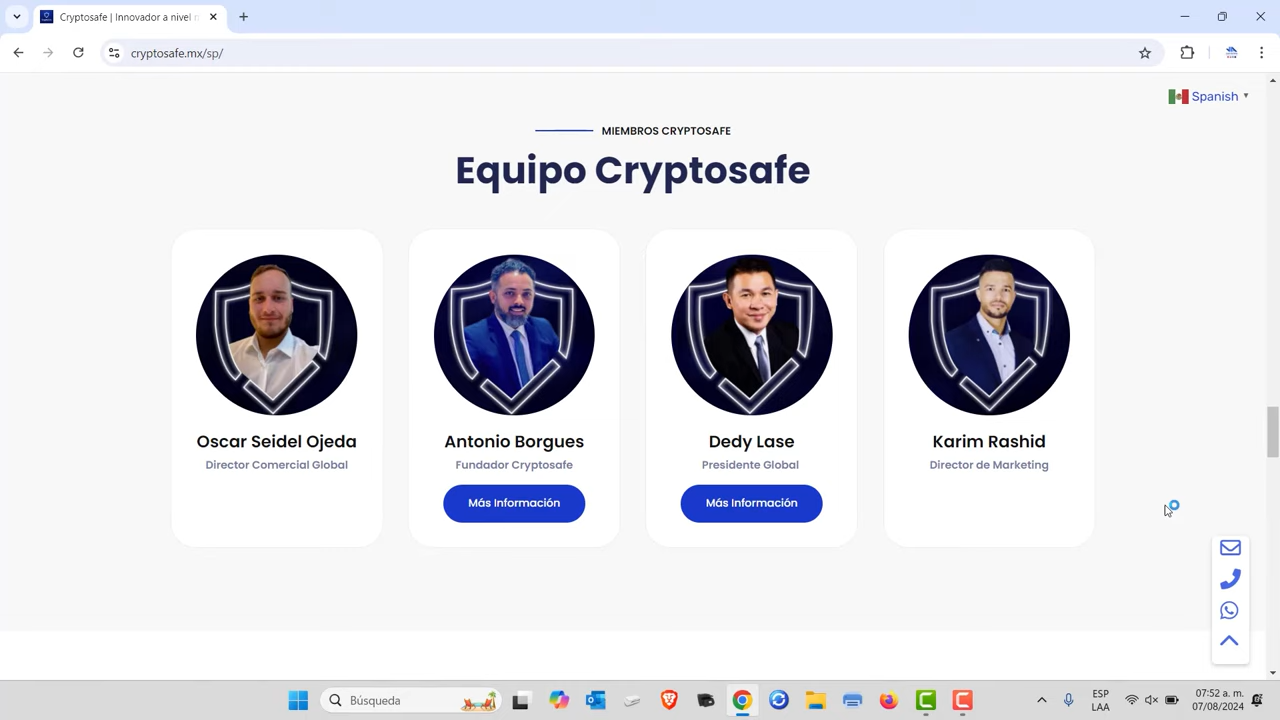 Cryptosafe | Innovador a nivel m
cryptosafe.mx/sp/
Spanish
MIEMBROS CRYPTOSAFE
Equipo Cryptosafe
Oscar Seidel Ojeda
Director Comercial Global
Antonio Borgues
Fundador Cryptosafe
Más Información
Dedy Lase
Presidente Global
Más Información
Karim Rashid
Director de Marketing
Búsqueda
ESP
LAA
07:52 p. m.
07/08/2024